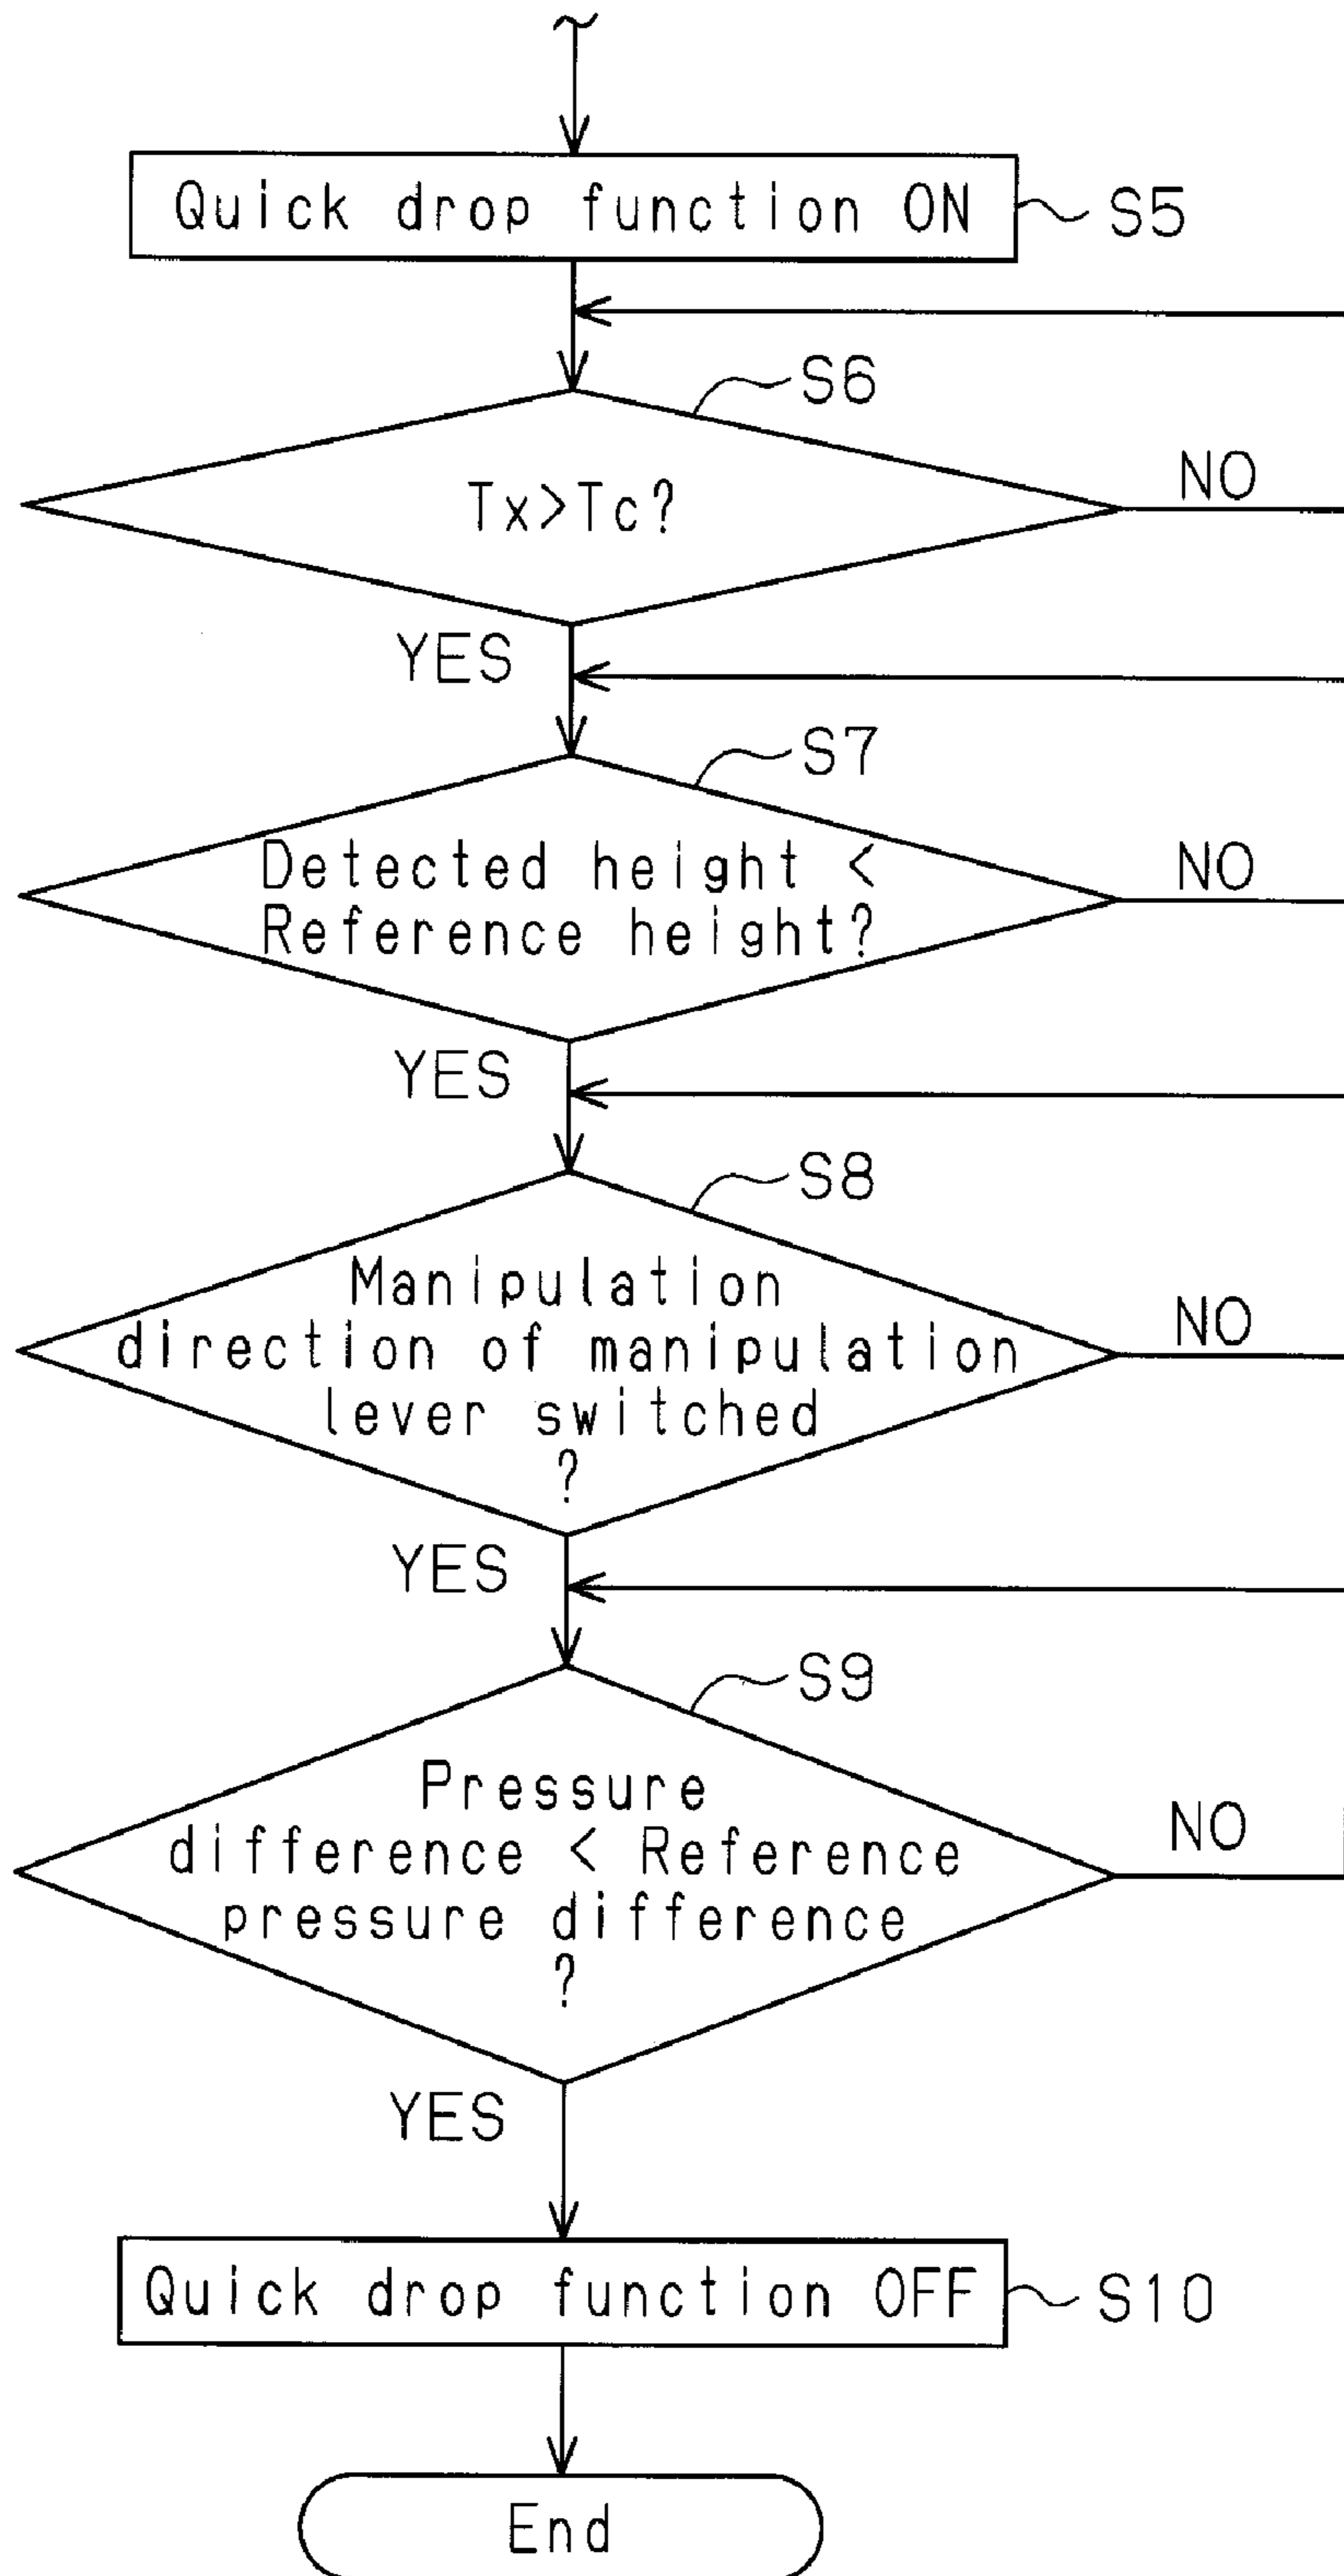 Quick drop function ON
S5
S6
Tx>Tc?
NO
YES
S7
Detected height <
Reference height?
NO
YES
S8
Manipulation
direction of manipulation
lever switched
?
NO
YES
S9
Pressure
difference < Reference
pressure difference
?
NO
YES
Quick drop function OFF
S10
End